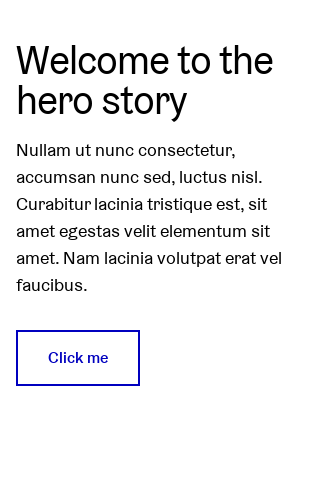 Welcome to the
hero story
Nullam ut nunc consectetur,
accumsan nunc sed, luctus nisl.
Curabitur lacinia tristique est, sit
amet egestas velit elementum sit
amet. Nam lacinia volutpat erat vel
faucibus.
Click me